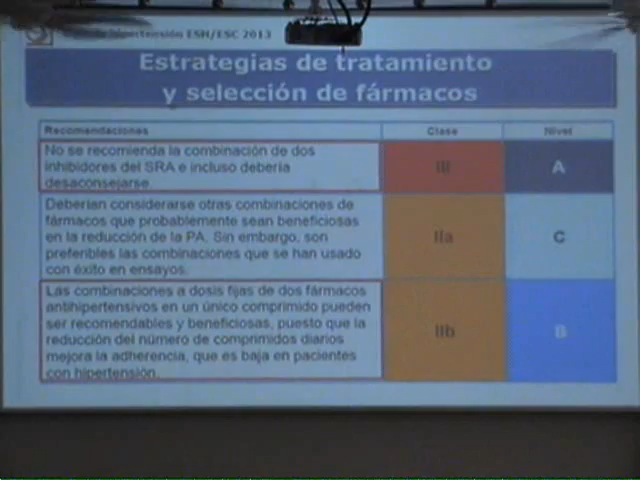 hipertensión ESH/ESC 2013
Estrategias de tratamiento
y selección de fármacos
Recomendaciones Clase Nivel
No se recomienda la combinación de dos
inhibidores del SRA e incluso debería
desaconsejarse.
III A
Deberían considerarse otras combinaciones de
fármacos que probablemente sean beneficiosas
en la reducción de la PA. Sin embargo, son
preferibles las combinaciones que se han usado
con éxito en ensayos.
IIa C
Las combinaciones a dosis fijas de dos fármacos
antihipertensivos en un único comprimido pueden
ser recomendables y beneficiosas, puesto que la
reducción del número de comprimidos diarios
mejora la adherencia, que es baja en pacientes
con hipertensión.
IIb B